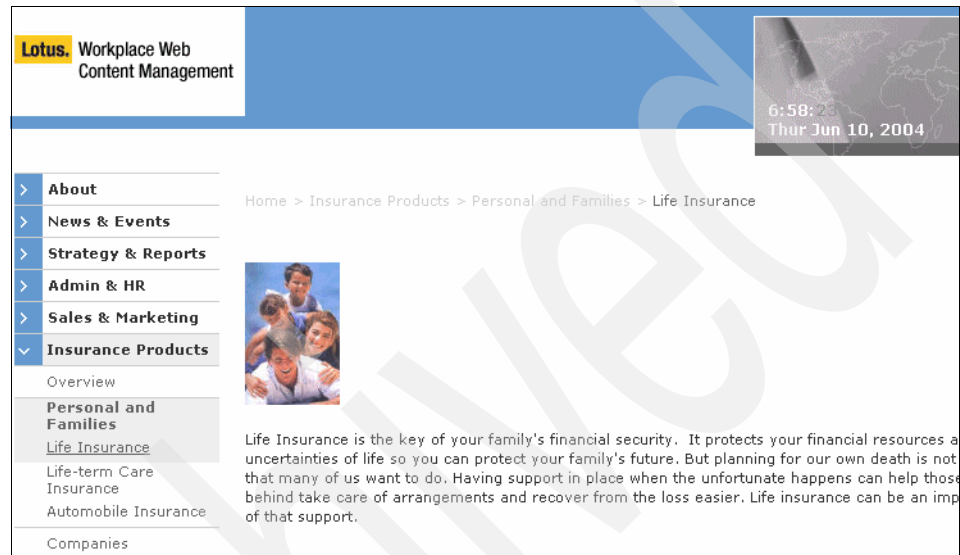 Lotus. Workplace Web
Content Management
6:58:23
Thur Jun 10, 2004
About
News & Events
Strategy & Reports
Admin & HR
Sales & Marketing
Insurance Products
Overview
Personal and
Families
Life Insurance
Life-term Care
Insurance
Automobile Insurance
Companies
Home > Insurance Products > Personal and Families > Life Insurance
Life Insurance is the key of your family's financial security.  It protects your financial resources a
uncertainties of life so you can protect your family's future. But planning for our own death is not
that many of us want to do. Having support in place when the unfortunate happens can help those
behind take care of arrangements and recover from the loss easier. Life insurance can be an imp
of that support.
hived